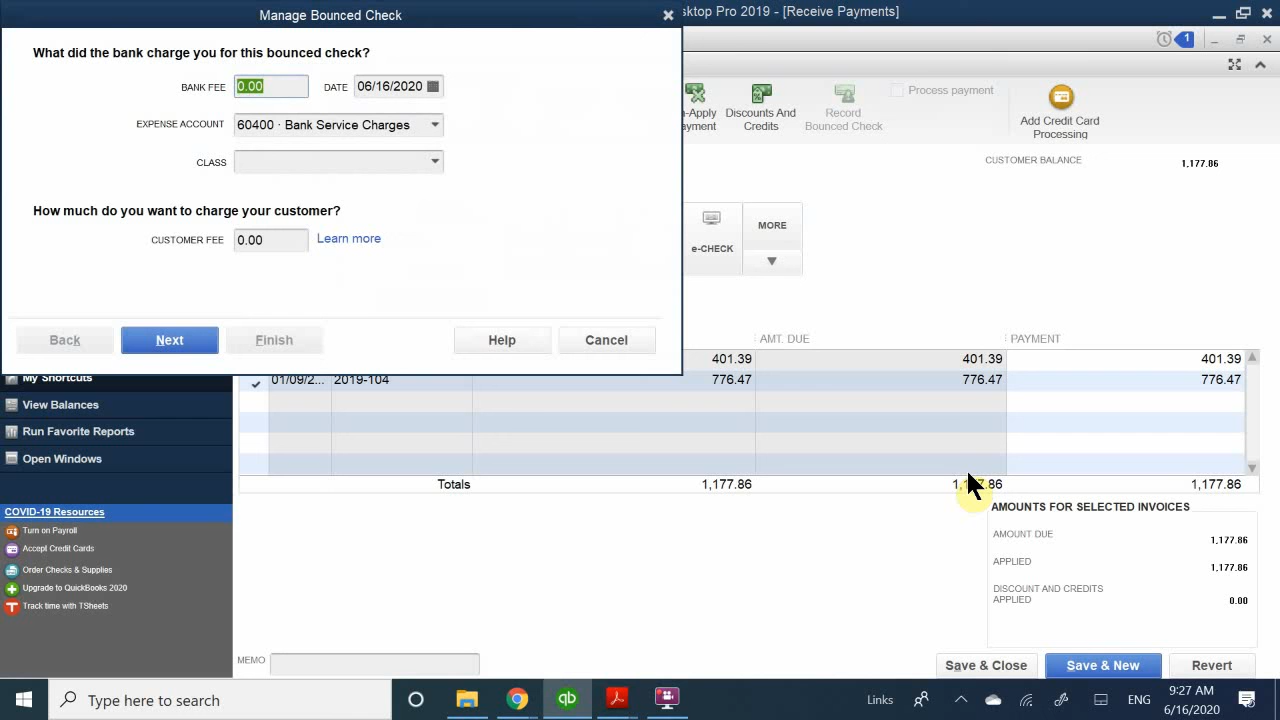 Manage Bounced Check
sktop Pro 2019 - [Receive Payments]
1
What did the bank charge you for this bounced check?
BANK FEE 0.00 DATE 06/16/2020
EXPENSE ACCOUNT 60400 · Bank Service Charges
CLASS
How much do you want to charge your customer?
CUSTOMER FEE 0.00 Learn more
Back Next Finish Help Cancel
n-Apply
ayment
Discounts And
Credits
Record
Bounced Check
Process payment
Add Credit Card
Processing
CUSTOMER BALANCE 1,177.86
e-CHECK
MORE
AMT. DUE PAYMENT
401.39 401.39 401.39
01/09/2... 2019-104 776.47 776.47 776.47
Totals 1,177.86 1,177.86 1,177.86
My Shortcuts
View Balances
Run Favorite Reports
Open Windows
COVID-19 Resources
Turn on Payroll
Accept Credit Cards
Order Checks & Supplies
Upgrade to QuickBooks 2020
Track time with TSheets
AMOUNTS FOR SELECTED INVOICES
AMOUNT DUE 1,177.86
APPLIED 1,177.86
DISCOUNT AND CREDITS
APPLIED 0.00
MEMO
Save & Close Save & New Revert
Type here to search
qb
Links
ENG
9:27 AM
6/16/2020